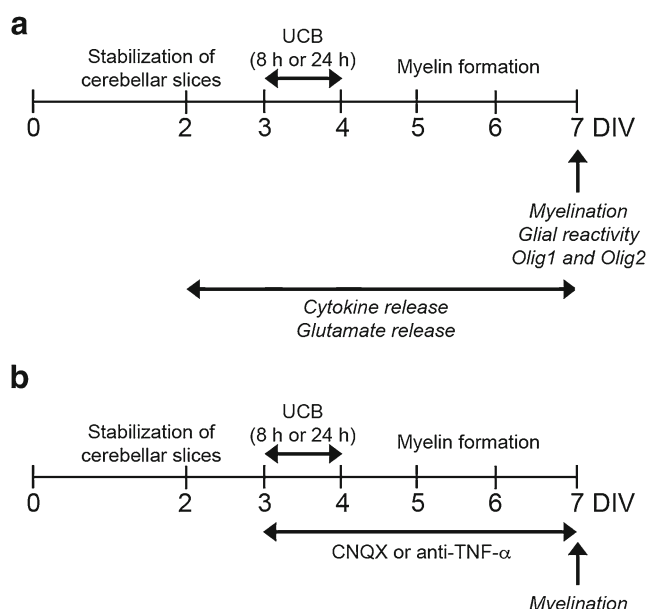 a
UCB
Stabilization of
(8 h or 24 h)
Myelin formation
cerebellar slices
0 2 3 4 5 6 7 DIV
Myelination
Glial reactivity
Olig1 and Olig2
Cytokine release
Glutamate release
b
UCB
Stabilization of
(8 h or 24 h)
Myelin formation
cerebellar slices
0 2 3 4 5 6 7 DIV
CNQX or anti-TNF-α
Myelination